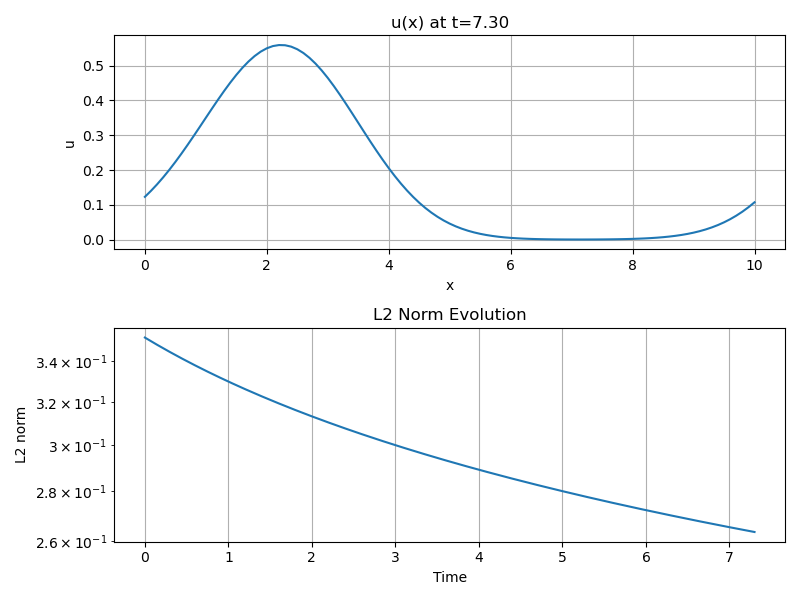 u(x) at t=7.30
u
0.5
0.4
0.3
0.2
0.1
0.0
0 2 4 6 8 10
x
L2 Norm Evolution
L2 norm
3.4 × 10⁻¹
3.2 × 10⁻¹
3 × 10⁻¹
2.8 × 10⁻¹
2.6 × 10⁻¹
0 1 2 3 4 5 6 7
Time